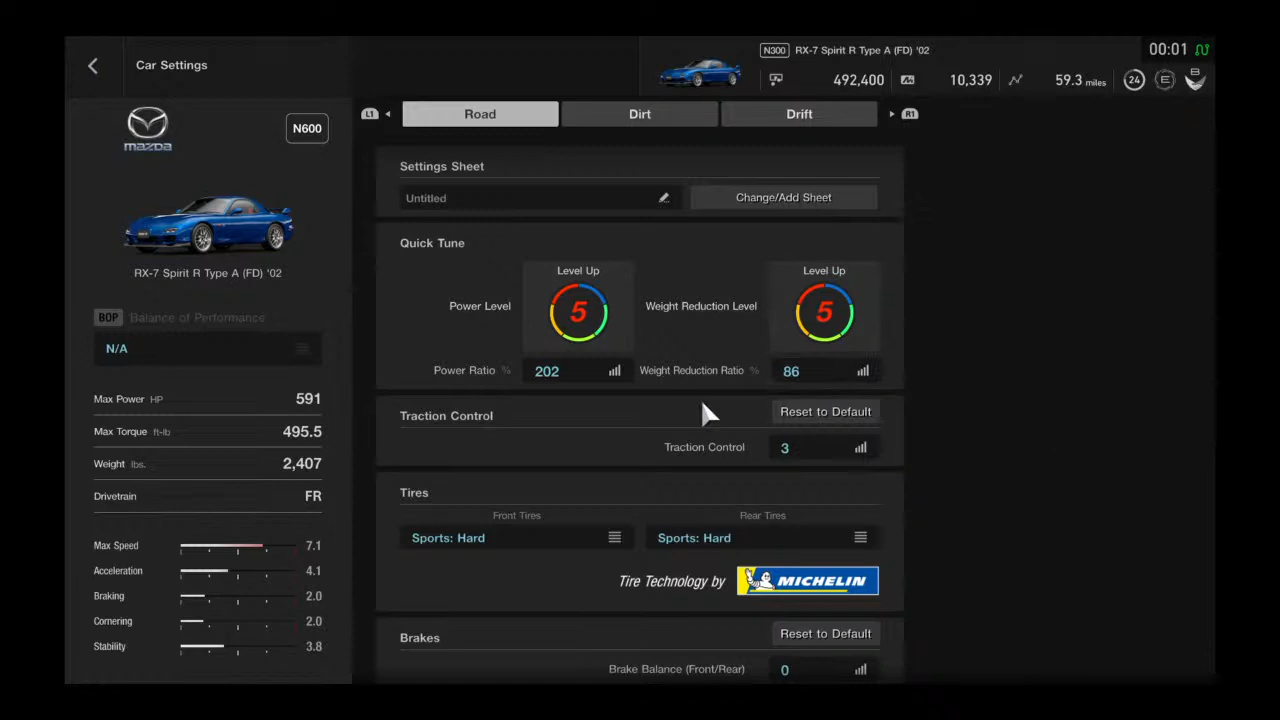 Car Settings
N300 RX-7 Spirit R Type A (FD) '02
00:01
492,400 10,339 59.3 miles 24 E B
L1 Road Dirt Drift R1
mazda
N600
RX-7 Spirit R Type A (FD) '02
BOP Balance of Performance
N/A
Max Power HP 591
Max Torque ft-lb 495.5
Weight lbs. 2,407
Drivetrain FR
Max Speed 7.1
Acceleration 4.1
Braking 2.0
Cornering 2.0
Stability 3.8
Settings Sheet
Untitled Change/Add Sheet
Quick Tune
Level Up Level Up
Power Level 5 Weight Reduction Level 5
Power Ratio % 202 Weight Reduction Ratio % 86
Traction Control Reset to Default
Traction Control 3
Tires
Front Tires Rear Tires
Sports: Hard Sports: Hard
Tire Technology by MICHELIN
Brakes Reset to Default
Brake Balance (Front/Rear) 0